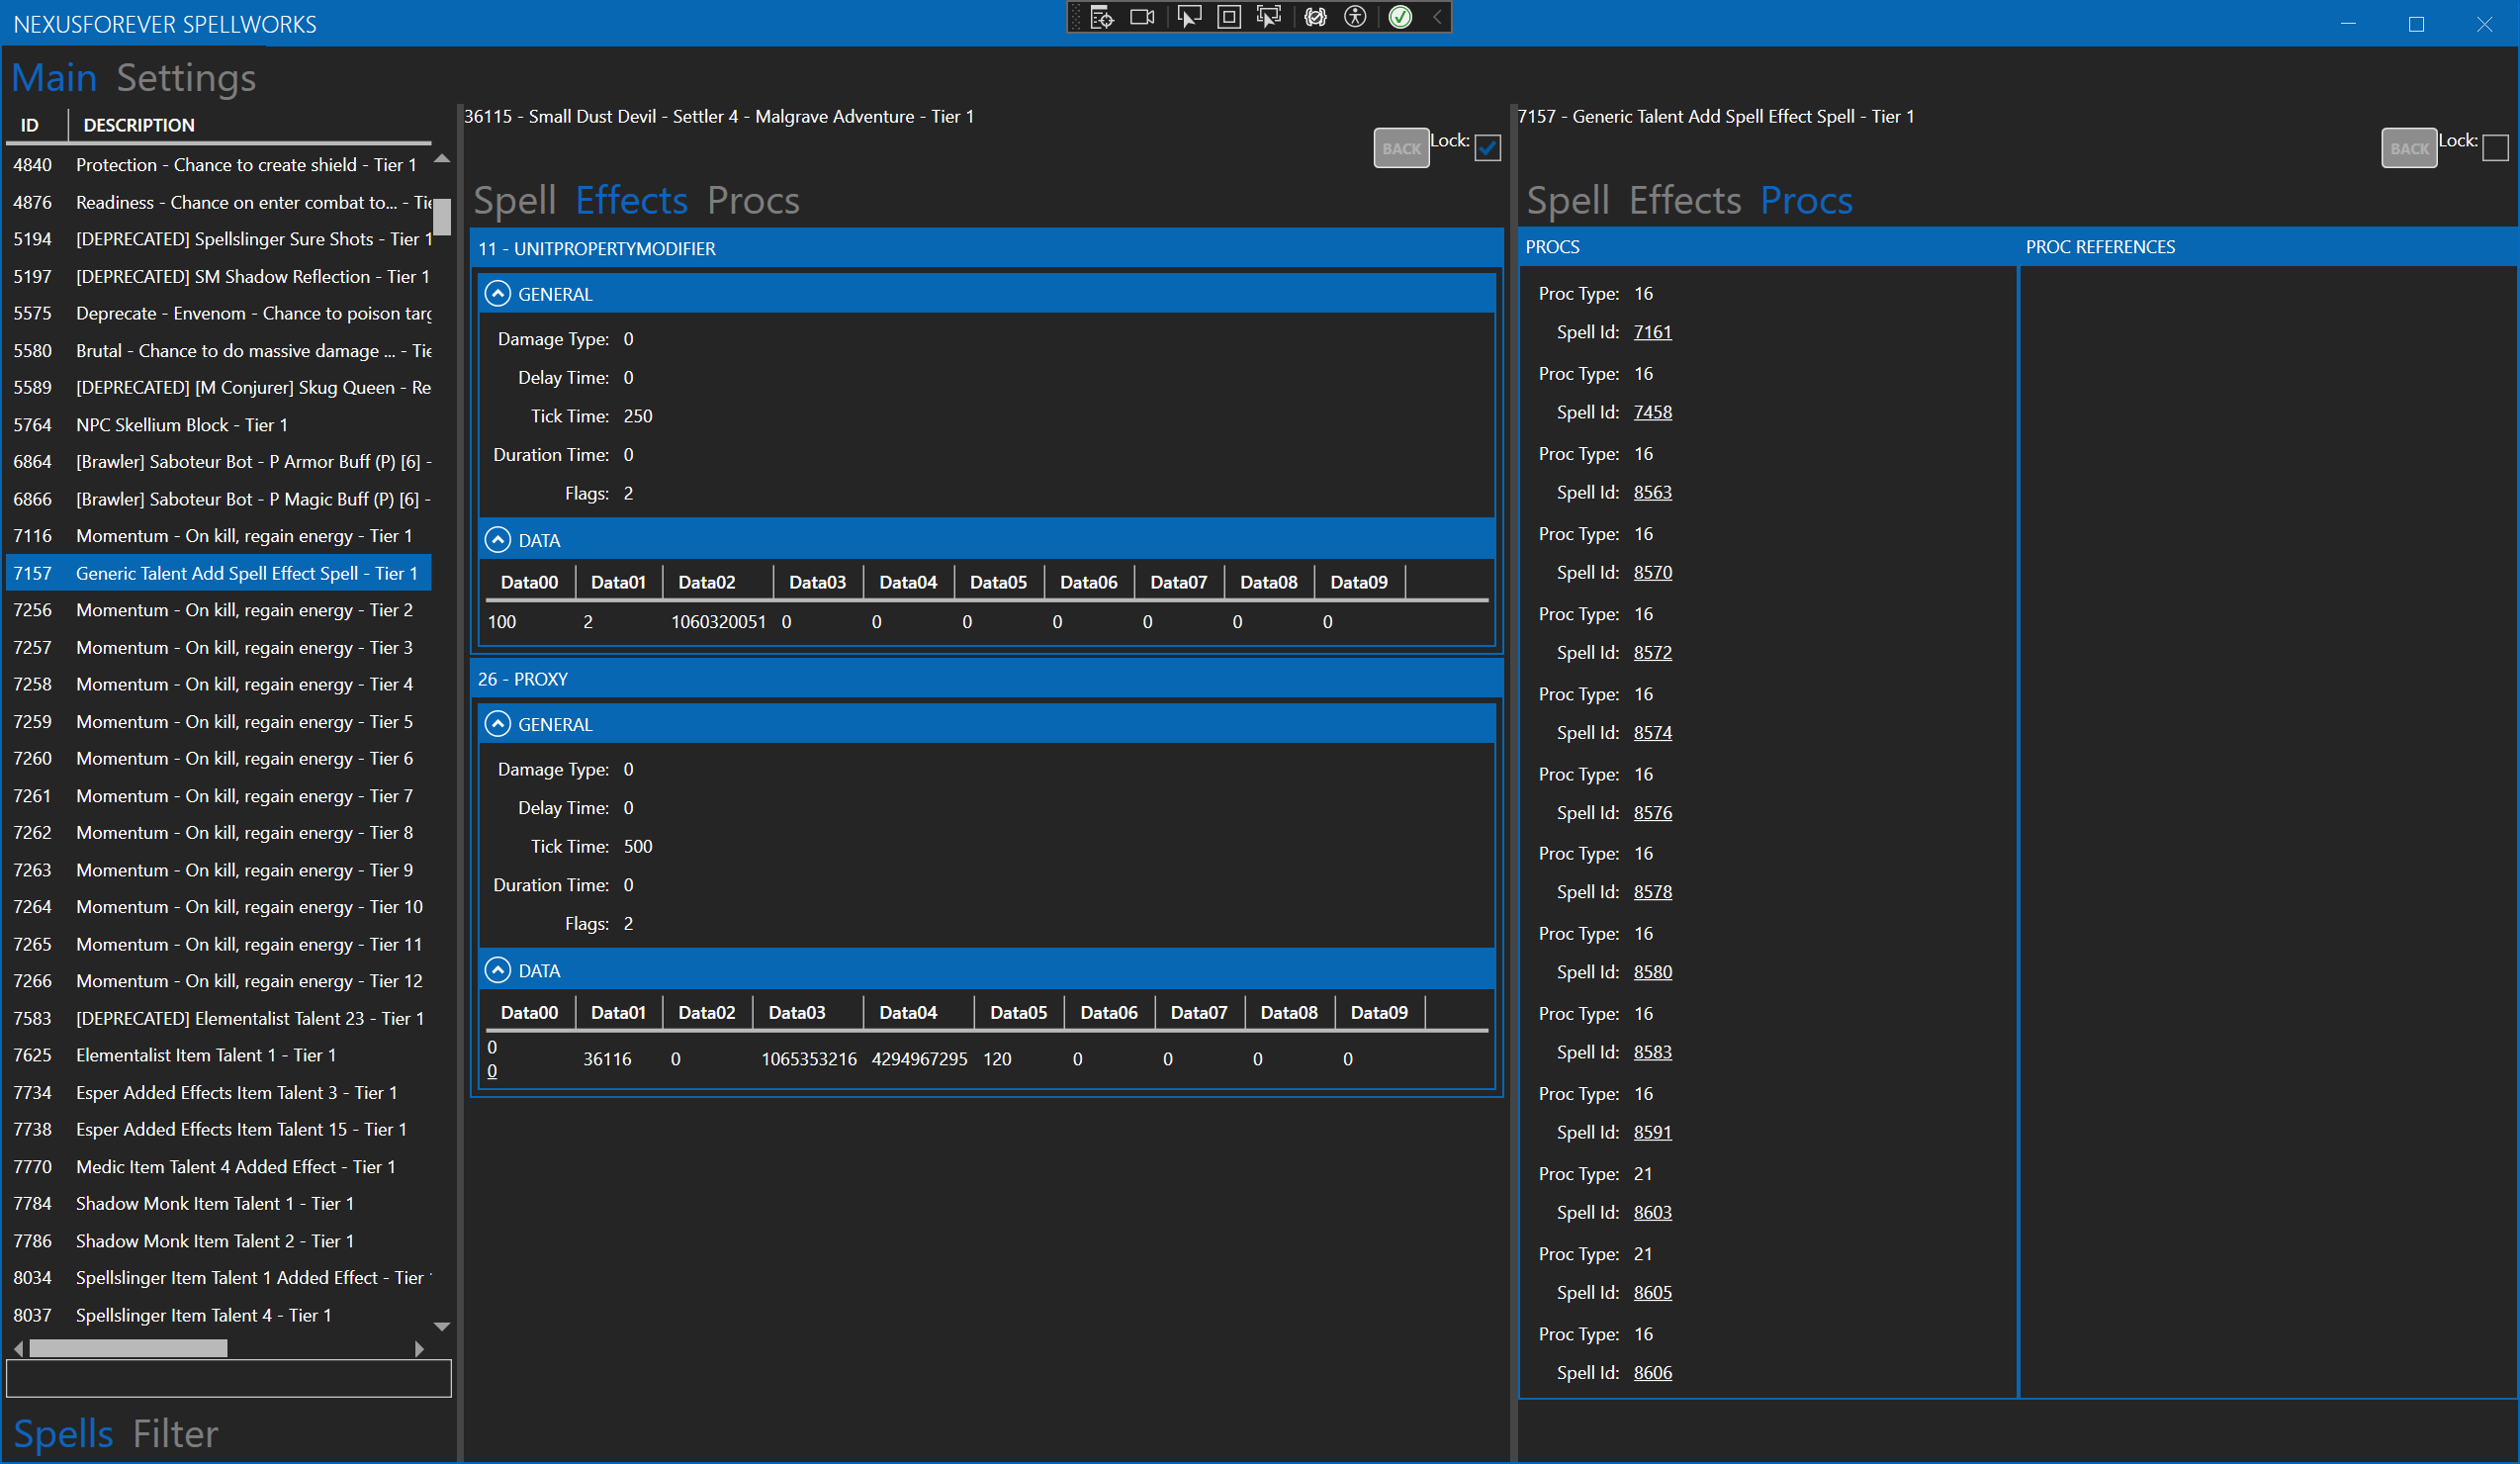 NEXUSFOREVER SPELLWORKS
Main Settings
ID DESCRIPTION
4840 Protection - Chance to create shield - Tier 1
4876 Readiness - Chance on enter combat to... - Tie
5194 [DEPRECATED] Spellslinger Sure Shots - Tier 1
5197 [DEPRECATED] SM Shadow Reflection - Tier 1
5575 Deprecate - Envenom - Chance to poison targ
5580 Brutal - Chance to do massive damage ... - Tie
5589 [DEPRECATED] [M Conjurer] Skug Queen - Re
5764 NPC Skellium Block - Tier 1
6864 [Brawler] Saboteur Bot - P Armor Buff (P) [6] -
6866 [Brawler] Saboteur Bot - P Magic Buff (P) [6] -
7116 Momentum - On kill, regain energy - Tier 1
7157 Generic Talent Add Spell Effect Spell - Tier 1
7256 Momentum - On kill, regain energy - Tier 2
7257 Momentum - On kill, regain energy - Tier 3
7258 Momentum - On kill, regain energy - Tier 4
7259 Momentum - On kill, regain energy - Tier 5
7260 Momentum - On kill, regain energy - Tier 6
7261 Momentum - On kill, regain energy - Tier 7
7262 Momentum - On kill, regain energy - Tier 8
7263 Momentum - On kill, regain energy - Tier 9
7264 Momentum - On kill, regain energy - Tier 10
7265 Momentum - On kill, regain energy - Tier 11
7266 Momentum - On kill, regain energy - Tier 12
7583 [DEPRECATED] Elementalist Talent 23 - Tier 1
7625 Elementalist Item Talent 1 - Tier 1
7734 Esper Added Effects Item Talent 3 - Tier 1
7738 Esper Added Effects Item Talent 15 - Tier 1
7770 Medic Item Talent 4 Added Effect - Tier 1
7784 Shadow Monk Item Talent 1 - Tier 1
7786 Shadow Monk Item Talent 2 - Tier 1
8034 Spellslinger Item Talent 1 Added Effect - Tier
8037 Spellslinger Item Talent 4 - Tier 1
Spells Filter
36115 - Small Dust Devil - Settler 4 - Malgrave Adventure - Tier 1
BACK Lock:
Spell Effects Procs
11 - UNITPROPERTYMODIFIER
GENERAL
Damage Type: 0
Delay Time: 0
Tick Time: 250
Duration Time: 0
Flags: 2
DATA
Data00 Data01 Data02 Data03 Data04 Data05 Data06 Data07 Data08 Data09
100 2 1060320051 0 0 0 0 0 0 0
26 - PROXY
GENERAL
Damage Type: 0
Delay Time: 0
Tick Time: 500
Duration Time: 0
Flags: 2
DATA
Data00 Data01 Data02 Data03 Data04 Data05 Data06 Data07 Data08 Data09
0
36116 0 1065353216 4294967295 120 0 0 0 0
0
7157 - Generic Talent Add Spell Effect Spell - Tier 1
BACK Lock:
Spell Effects Procs
PROCS
Proc Type: 16
Spell Id: 7161
Proc Type: 16
Spell Id: 7458
Proc Type: 16
Spell Id: 8563
Proc Type: 16
Spell Id: 8570
Proc Type: 16
Spell Id: 8572
Proc Type: 16
Spell Id: 8574
Proc Type: 16
Spell Id: 8576
Proc Type: 16
Spell Id: 8578
Proc Type: 16
Spell Id: 8580
Proc Type: 16
Spell Id: 8583
Proc Type: 16
Spell Id: 8591
Proc Type: 21
Spell Id: 8603
Proc Type: 21
Spell Id: 8605
Proc Type: 16
Spell Id: 8606
PROC REFERENCES